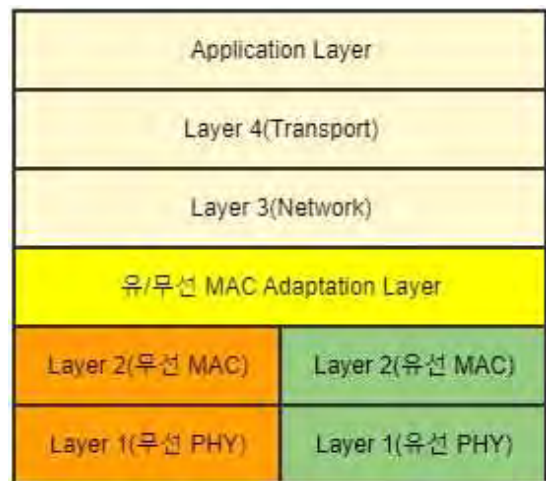 Application Layer
Layer 4(Transport)
Layer 3(Network)
유/무선 MAC Adaptation Layer
Layer 2(무선 MAC) Layer 2(유선 MAC)
Layer 1(무선 PHY) Layer 1(유선 PHY)